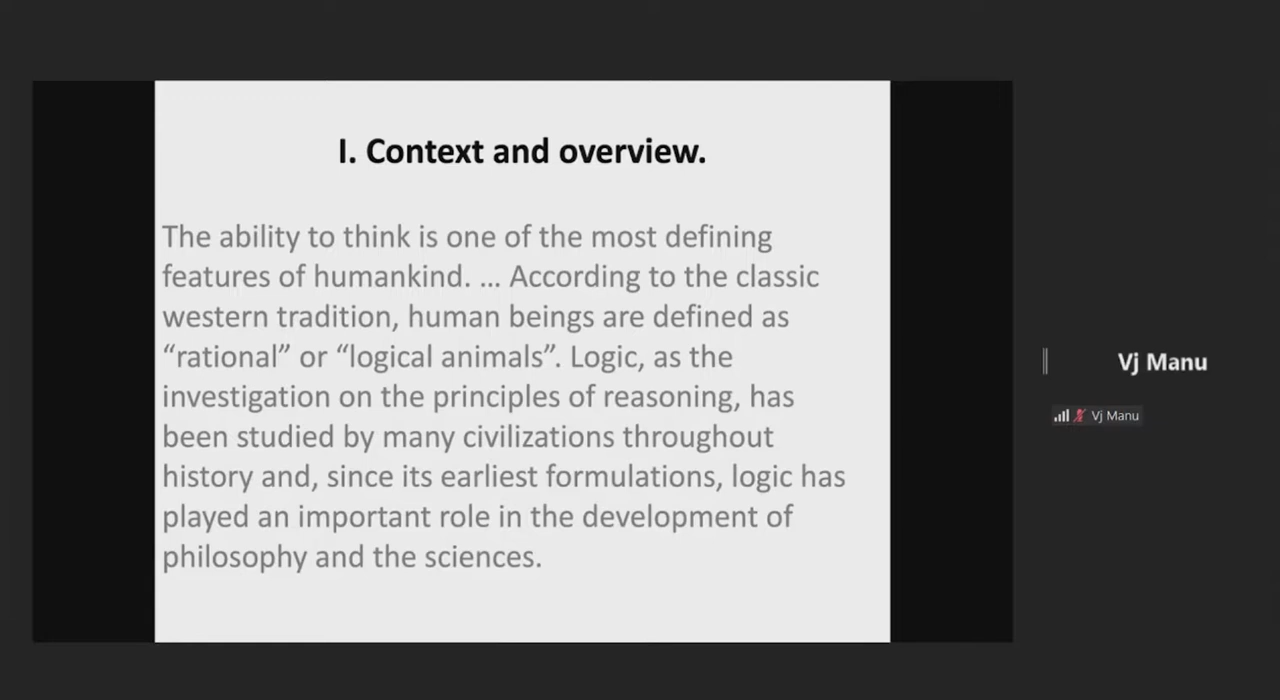 I. Context and overview.
The ability to think is one of the most defining
features of humankind. ... According to the classic
western tradition, human beings are defined as
“rational” or “logical animals”. Logic, as the
investigation on the principles of reasoning, has
been studied by many civilizations throughout
history and, since its earliest formulations, logic has
played an important role in the development of
philosophy and the sciences.
Vj Manu
Vj Manu